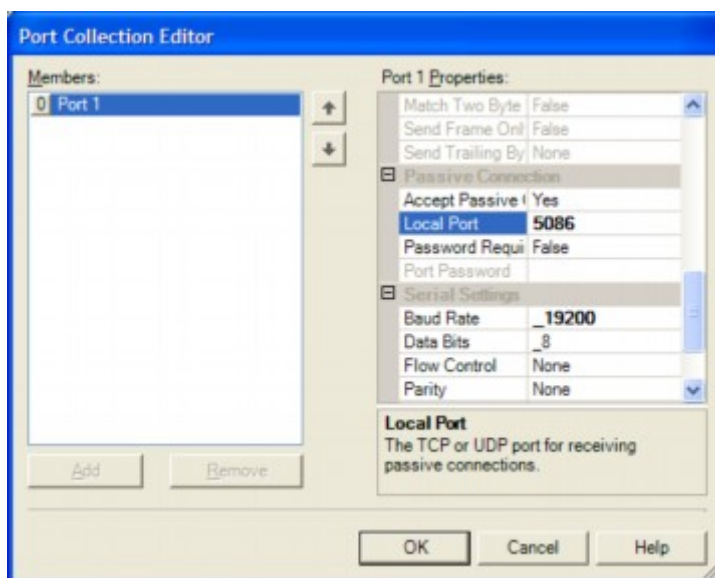 Port Collection Editor
Members:
0 Port 1
Port 1 Properties:
Match Two Byte False
Send Frame Onl False
Send Trailing By None
Passive Connection
Accept Passive ( Yes
Local Port 5086
Password Requi False
Port Password
Serial Settings
Baud Rate _19200
Data Bits _8
Flow Control None
Parity None
Local Port
The TCP or UDP port for receiving
passive connections.
Add Remove
OK Cancel Help